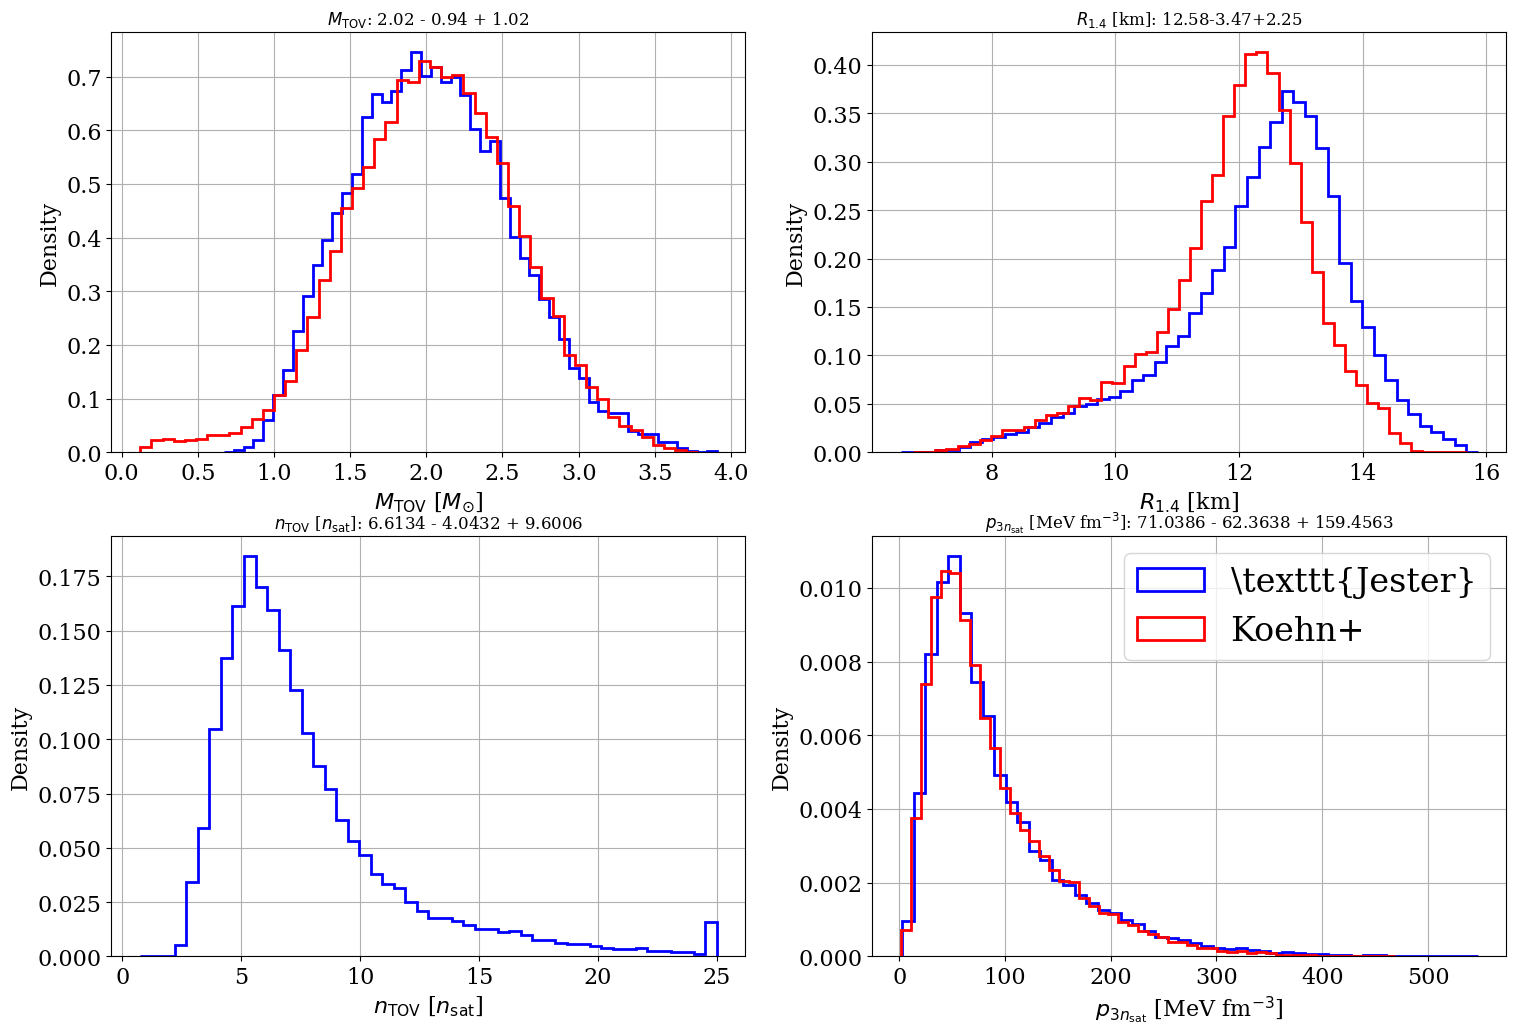 M_TOV: 2.02 - 0.94 + 1.02
Density
0.7
0.6
0.5
0.4
0.3
0.2
0.1
0.0
0.0 0.5 1.0 1.5 2.0 2.5 3.0 3.5 4.0
M_TOV [M_⊙]
R_1.4 [km]: 12.58-3.47+2.25
Density
0.40
0.35
0.30
0.25
0.20
0.15
0.10
0.05
0.00
8 10 12 14 16
R_1.4 [km]
n_TOV [n_sat]: 6.6134 - 4.0432 + 9.6006
Density
0.175
0.150
0.125
0.100
0.075
0.050
0.025
0.000
0 5 10 15 20 25
n_TOV [n_sat]
p_3n_sat [MeV fm⁻³]: 71.0386 - 62.3638 + 159.4563
Density
0.010
0.008
0.006
0.004
0.002
0.000
\texttt{Jester}
Koehn+
0 100 200 300 400 500
p_3n_sat [MeV fm⁻³]